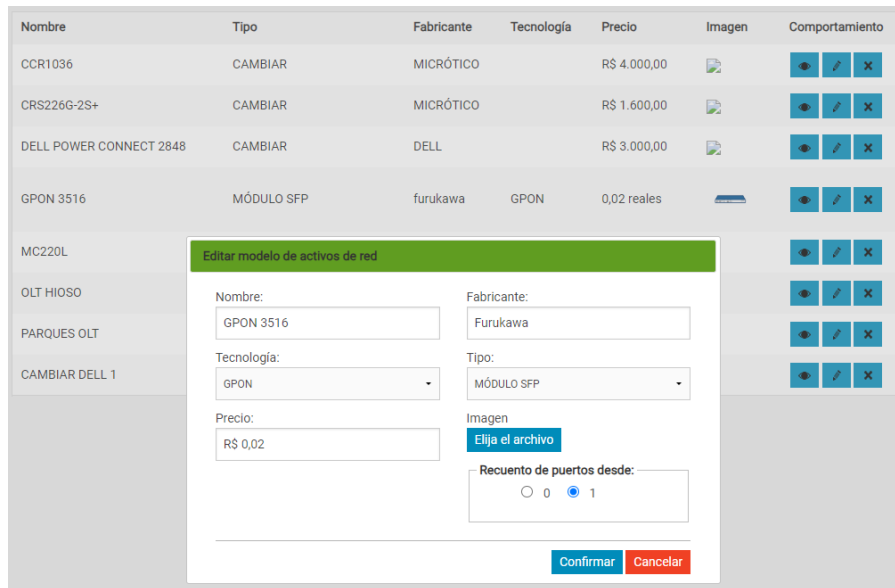 Nombre Tipo Fabricante Tecnología Precio Imagen Comportamiento
CCR1036 CAMBIAR MICRÓTICO R$ 4.000,00
CRS226G-2S+ CAMBIAR MICRÓTICO R$ 1.600,00
DELL POWER CONNECT 2848 CAMBIAR DELL R$ 3.000,00
GPON 3516 MÓDULO SFP furukawa GPON 0,02 reales
MC220L
OLT HIOSO
PARQUES OLT
CAMBIAR DELL 1
Editar modelo de activos de red
Nombre: Fabricante:
GPON 3516 Furukawa
Tecnología: Tipo:
GPON MÓDULO SFP
Precio: Imagen
R$ 0,02 Elija el archivo
Recuento de puertos desde:
0 1
Confirmar Cancelar